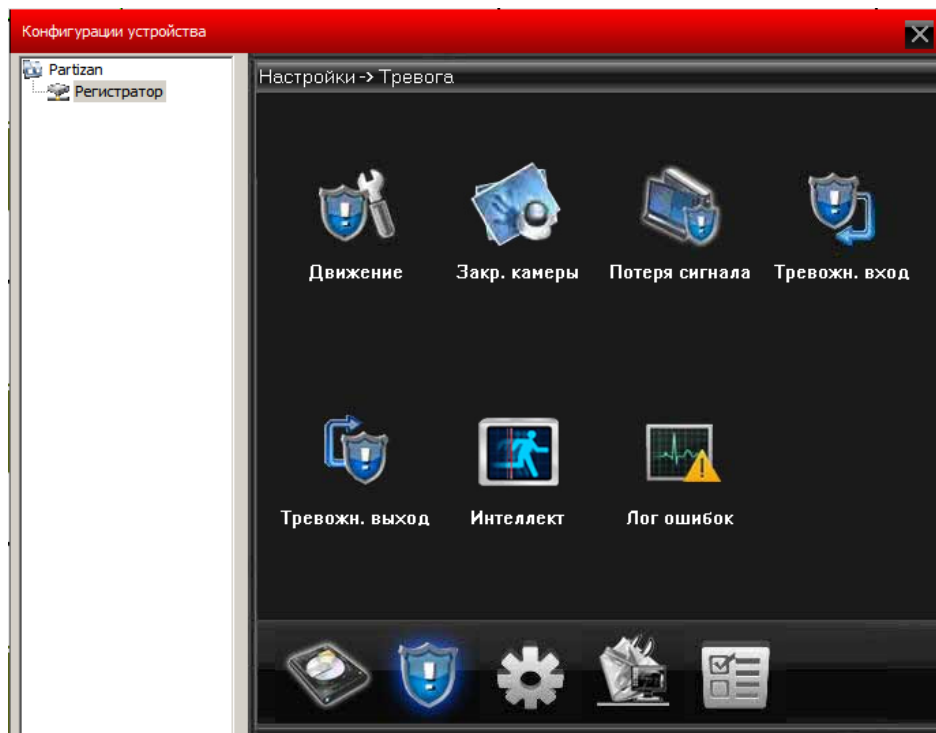 Конфигурации устройства
Partizan
Регистратор
Настройки-> Тревога
Движение
Закр. камеры
Потеря сигнала
Тревожн. вход
Тревожн. выход
Интеллект
Лог ошибок